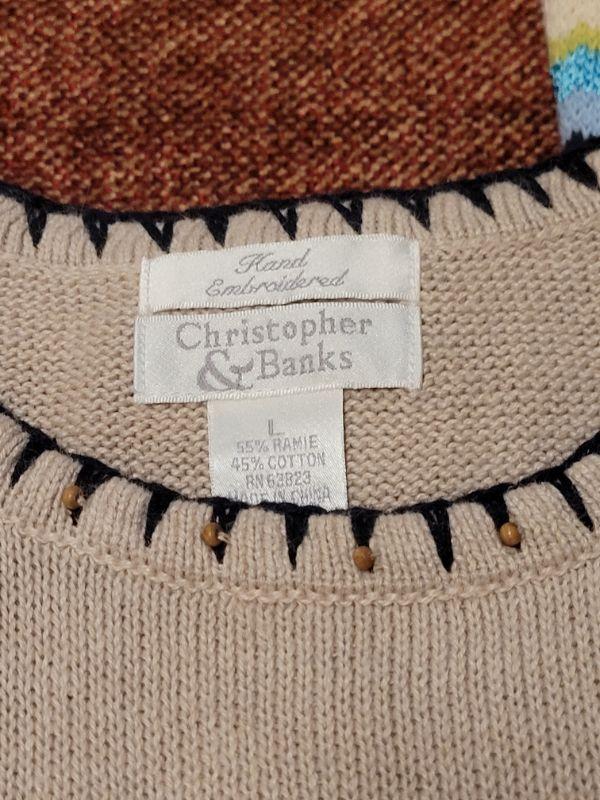 Hand
Embroidered
Christopher
& Banks
L
55% RAMIE
45% COTTON
RN 63823
MADE IN CHINA